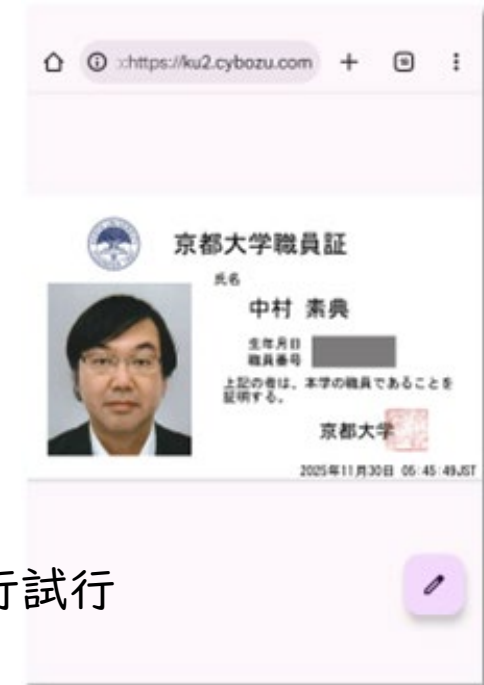 https://ku2.cybozu.com
京都大学職員証
氏名
中村 素典
生年月日
職員番号
上記の者は、本学の職員であることを
証明する。
京都大学
2025年11月30日 05:45:49JST
行試行